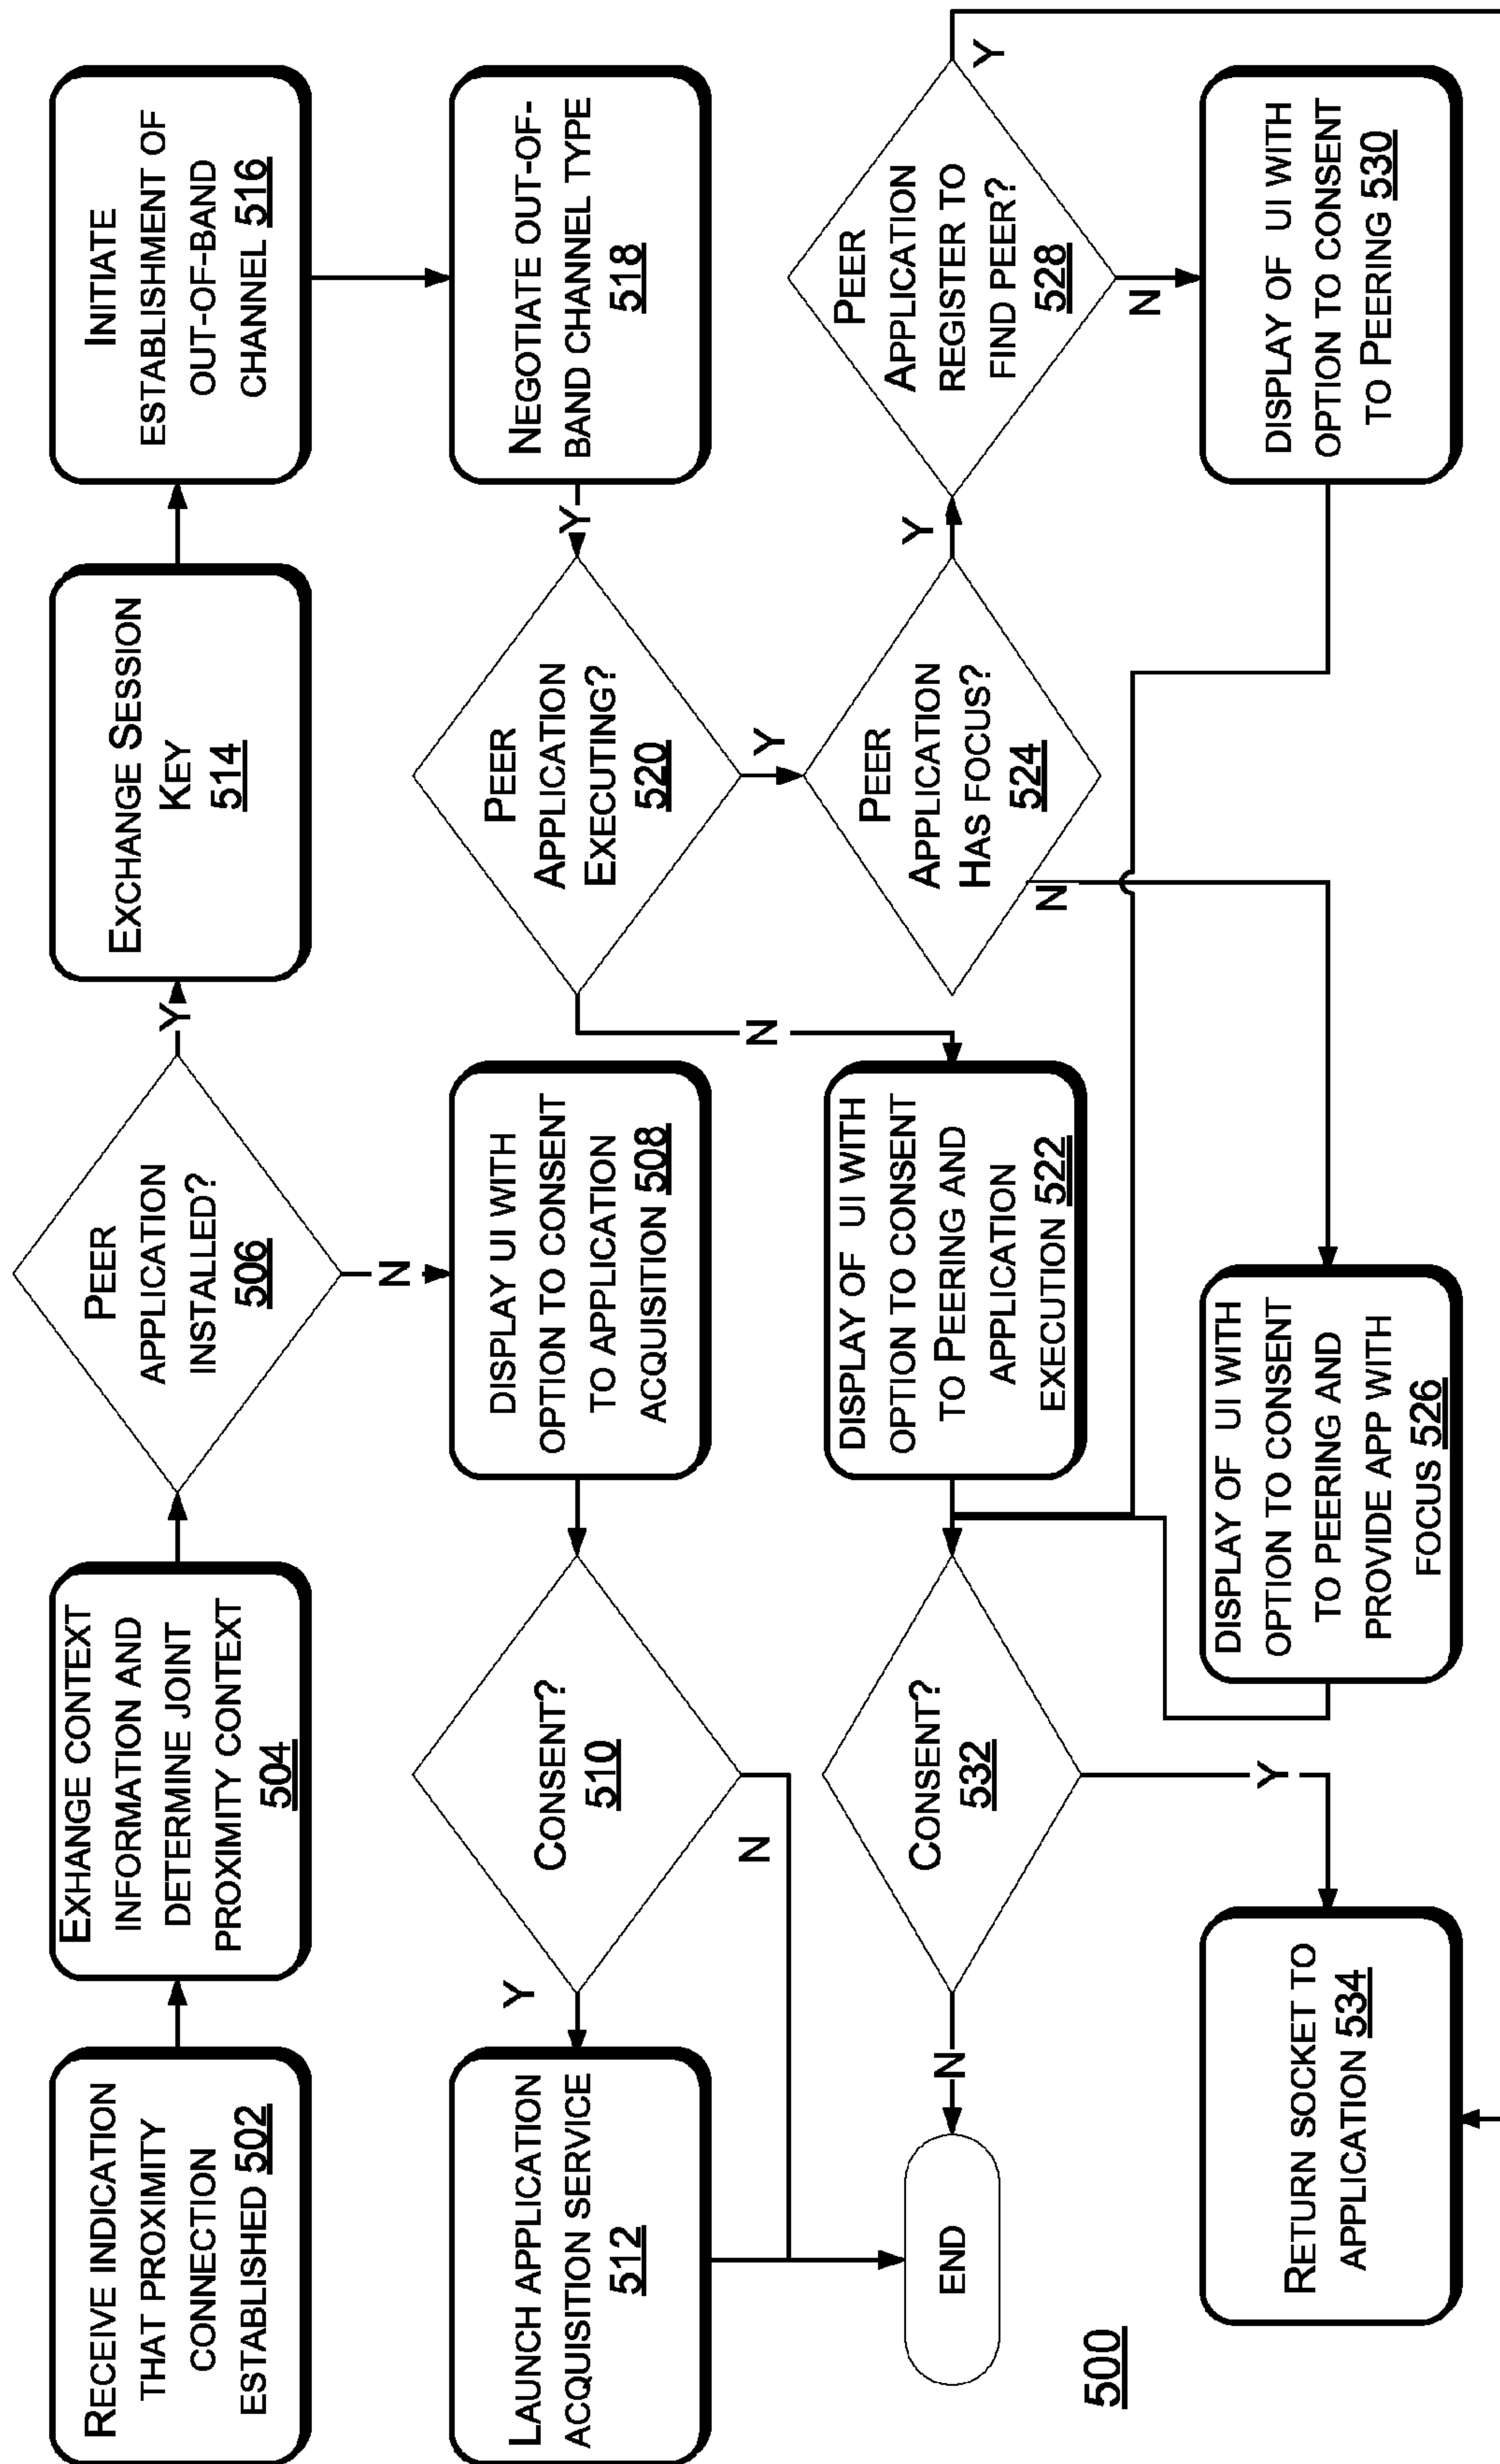 RECEIVE INDICATION
THAT PROXIMITY
CONNECTION
ESTABLISHED 502
EXHANGE CONTEXT
INFORMATION AND
DETERMINE JOINT
PROXIMITY CONTEXT
504
PEER
APPLICATION
INSTALLED?
506
Y
N
EXCHANGE SESSION
KEY
514
INITIATE
ESTABLISHMENT OF
OUT-OF-BAND
CHANNEL 516
LAUNCH APPLICATION
ACQUISITION SERVICE
512
Y
CONSENT?
510
N
DISPLAY UI WITH
OPTION TO CONSENT
TO APPLICATION
ACQUISITION 508
PEER
APPLICATION
EXECUTING?
520
Y
N
Y
NEGOTIATE OUT-OF-
BAND CHANNEL TYPE
518
END
N
CONSENT?
532
Y
DISPLAY OF UI WITH
OPTION TO CONSENT
TO PEERING AND
APPLICATION
EXECUTION 522
PEER
APPLICATION
HAS FOCUS?
524
N
Y
PEER
APPLICATION
REGISTER TO
FIND PEER?
528
Y
N
500
RETURN SOCKET TO
APPLICATION 534
DISPLAY OF UI WITH
OPTION TO CONSENT
TO PEERING AND
PROVIDE APP WITH
FOCUS 526
DISPLAY OF UI WITH
OPTION TO CONSENT
TO PEERING 530